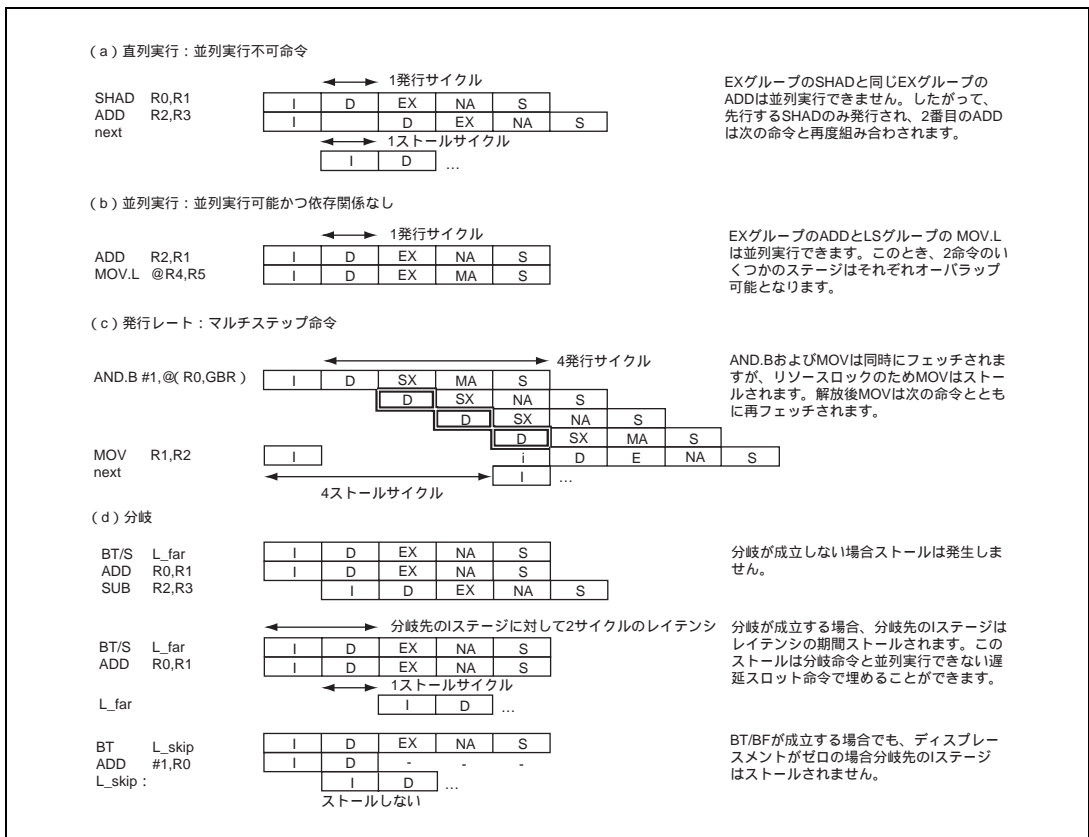 (a)直列実行:並列実行不可命令
1発行サイクル
SHAD R0,R1 I D EX NA S
ADD R2,R3 I D EX NA S
next
1ストールサイクル
I D ...
EXグループのSHADと同じEXグループの
ADDは並列実行できません。したがって、
先行するSHADのみ発行され、2番目のADD
は次の命令と再度組み合わされます。
(b)並列実行:並列実行可能かつ依存関係なし
1発行サイクル
ADD R2,R1 I D EX NA S
MOV.L @R4,R5 I D EX MA S
EXグループのADDとLSグループの MOV.L
は並列実行できます。このとき、2命令のい
くつかのステージはそれぞれオーバラップ
可能となります。
(c)発行レート:マルチステップ命令
4発行サイクル
AND.B #1,@(R0,GBR) I D SX MA S
D SX NA S
D SX NA S
D SX MA S
MOV R1,R2 I i D E NA S
next I ...
4ストールサイクル
AND.BおよびMOVは同時にフェッチされま
すが、リソースロックのためMOVはストー
ルされます。解放後MOVは次の命令ととも
に再フェッチされます。
(d)分岐
BT/S L_far I D EX NA S
ADD R0,R1 I D EX NA S
SUB R2,R3 I D EX NA S
分岐が成立しない場合ストールは発生しま
せん。
分岐先のIステージに対して2サイクルのレイテンシ
BT/S L_far I D EX NA S
ADD R0,R1 I D EX NA S
1ストールサイクル
L_far I D ...
分岐が成立する場合、分岐先のIステージは
レイテンシの期間ストールされます。この
ストールは分岐命令と並列実行できない遅
延スロット命令で埋めることができます。
BT L_skip I D EX NA S
ADD #1,R0 I D - - -
L_skip: I D ...
ストールしない
BT/BFが成立する場合でも、ディスプレー
スメントがゼロの場合分岐先のIステージ
はストールされません。